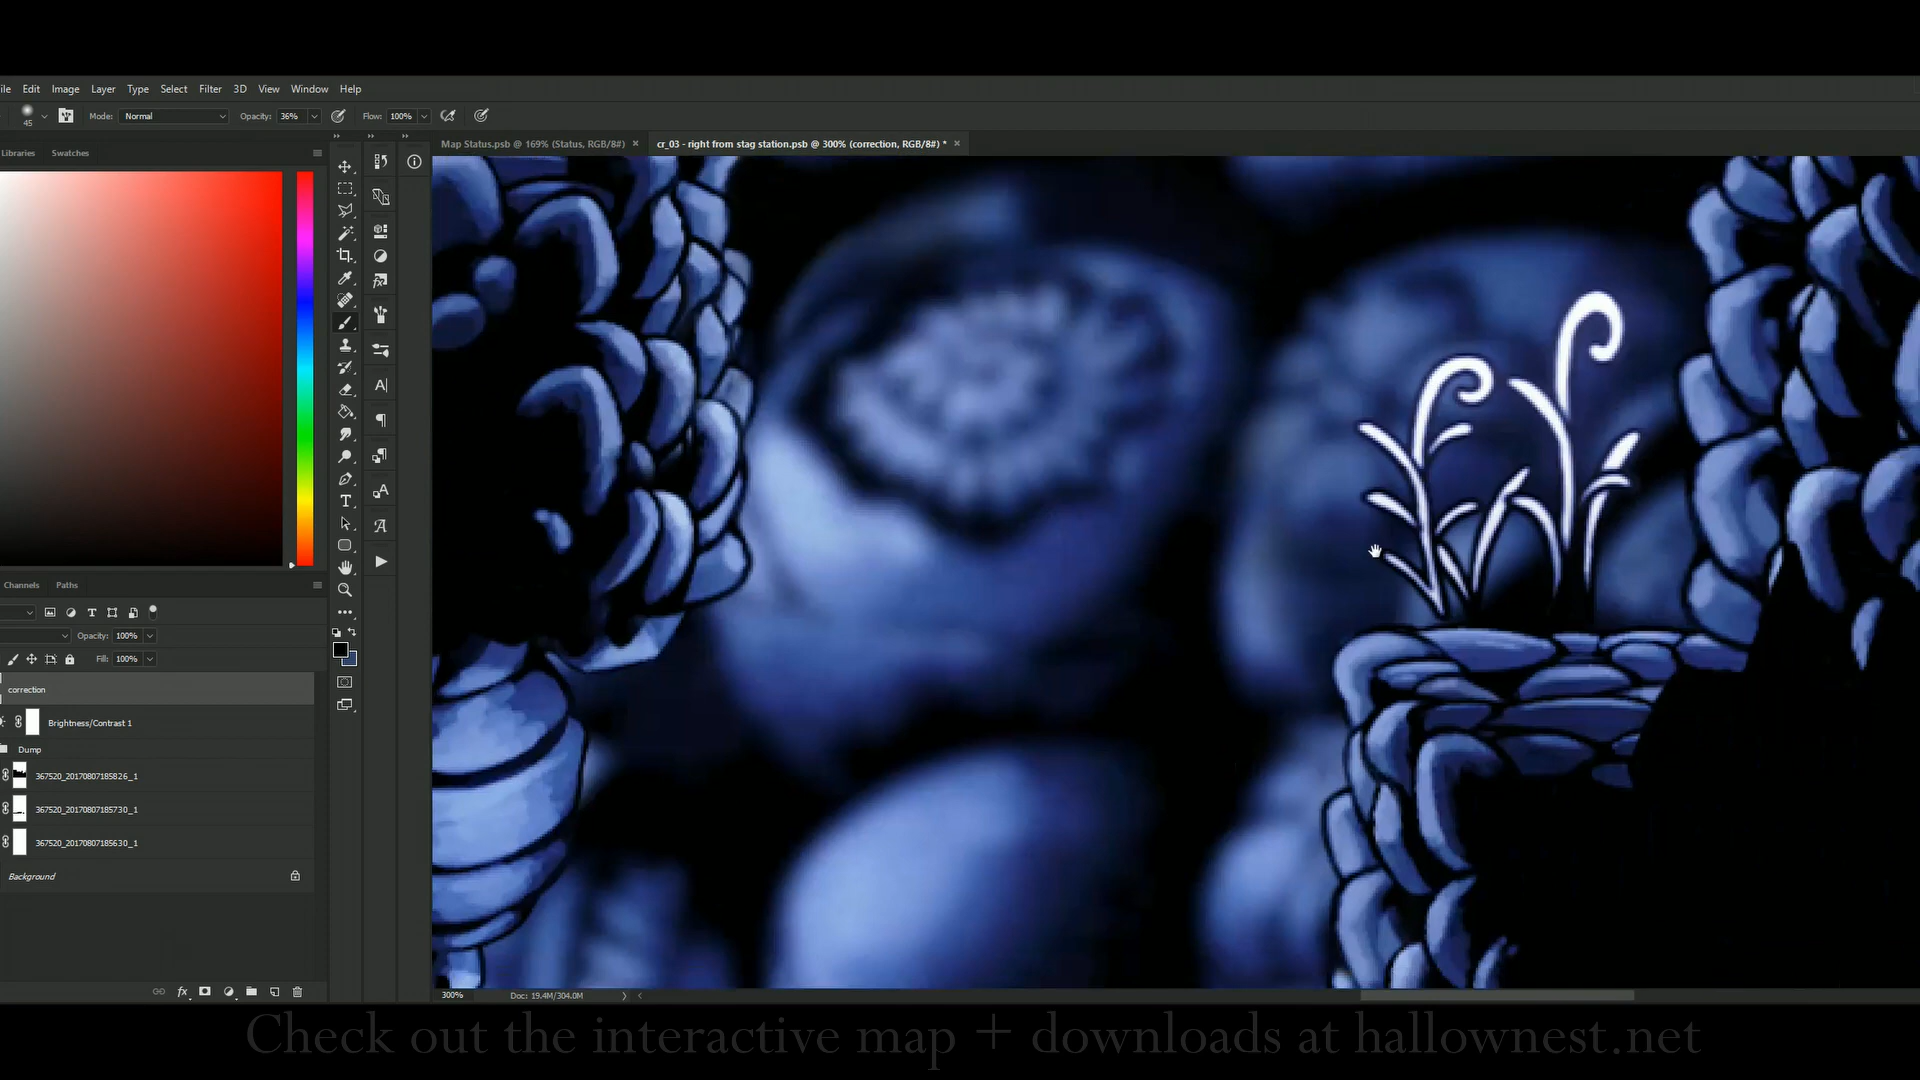 ile Edit Image Layer Type Select Filter 3D View Window Help
45 Mode: Normal Opacity: 36% Flow: 100%
Libraries Swatches
Map Status.psb @ 169% (Status, RGB/8#) × cr_03 - right from stag station.psb @ 300% (correction, RGB/8#) * ×
Channels Paths
Opacity: 100%
Fill: 100%
correction
Brightness/Contrast 1
Dump
367520_20170807185826_1
367520_20170807185730_1
367520_20170807185630_1
Background
300% Doc: 19.4M/304.0M
Check out the interactive map + downloads at hallownest.net